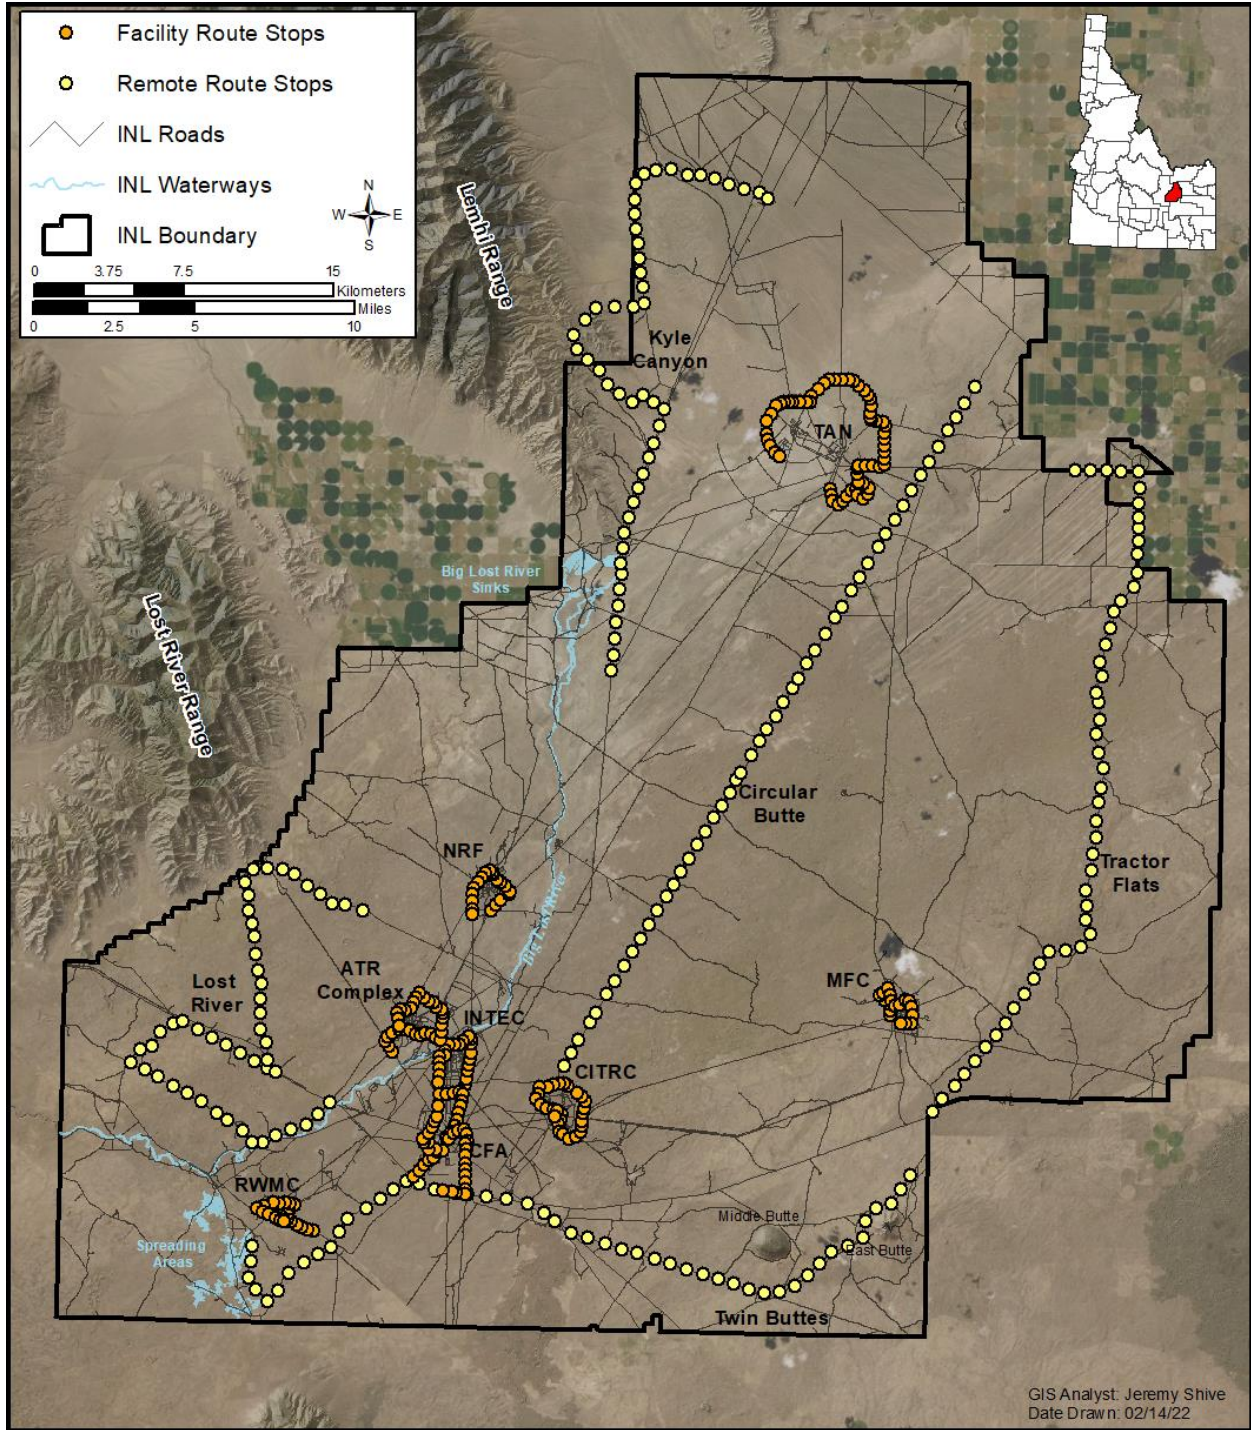 Facility Route Stops
Remote Route Stops
INL Roads
INL Waterways
INL Boundary
N
W E
S
0 3.75 7.5 15
Kilometers
Miles
0 2.5 5 10
Lemhi Range
Kyle
Canyon
TAN
Big Lost River
Sinks
Lost River Range
Circular
Butte
NRF
Tractor
Flats
Big Lost River
MFC
ATR
Complex
Lost
River
INTEC
CITRC
CFA
RWMC
Middle Butte
East Butte
Spreading
Areas
Twin Buttes
GIS Analyst: Jeremy Shive
Date Drawn: 02/14/22